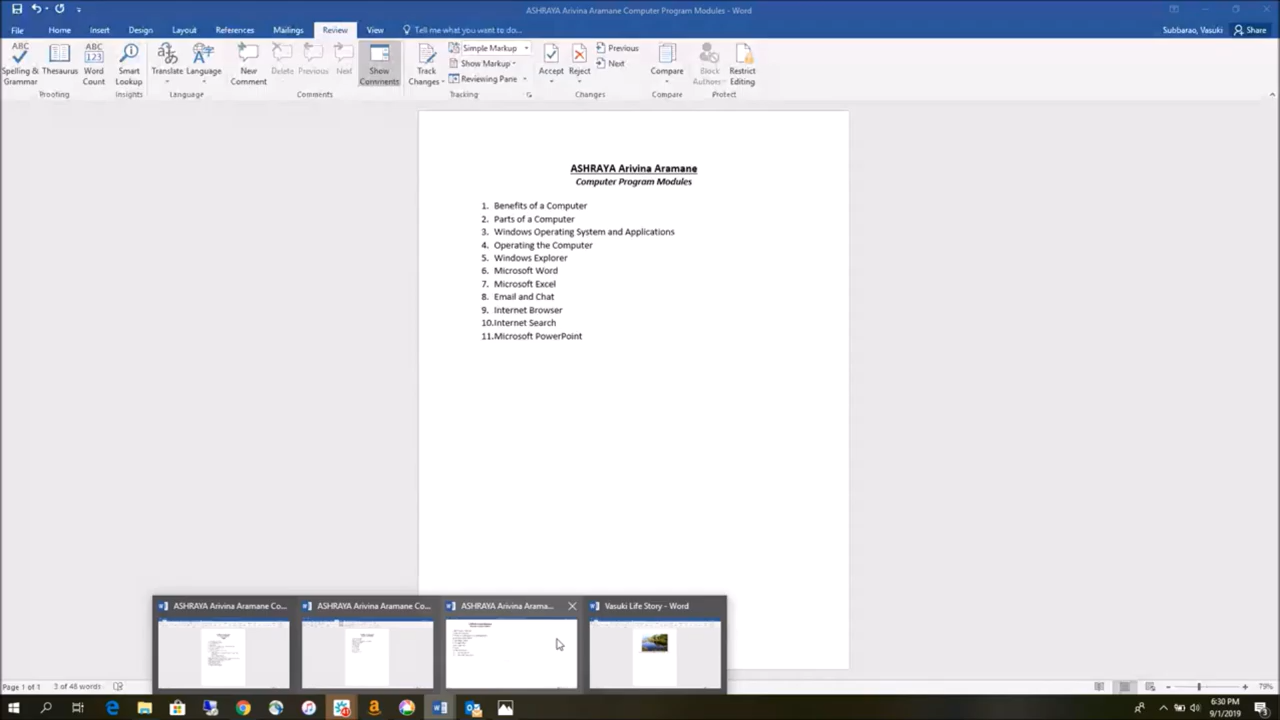 ASHRAYA Arivina Aramane Computer Program Modules - Word
File Home Insert Design Layout References Mailings Review View Tell me what you want to do... Subbarao, Vasuki Share
Spelling & Grammar
Thesaurus
Word Count
Smart Lookup
Translate
Language
New Comment
Delete
Previous
Next
Show Comments
Track Changes
Simple Markup
Show Markup
Reviewing Pane
Accept
Reject
Previous
Next
Compare
Block Authors
Restrict Editing
Proofing Insights Language Comments Tracking Changes Compare Protect
ASHRAYA Arivina Aramane
Computer Program Modules
1. Benefits of a Computer
2. Parts of a Computer
3. Windows Operating System and Applications
4. Operating the Computer
5. Windows Explorer
6. Microsoft Word
7. Microsoft Excel
8. Email and Chat
9. Internet Browser
10.Internet Search
11.Microsoft PowerPoint
ASHRAYA Arivina Aramane Co... ASHRAYA Arivina Aramane Co... ASHRAYA Arivina Arama... Vasuki Life Story - Word
Page 1 of 1 3 of 48 words 79%
6:30 PM
9/1/2019